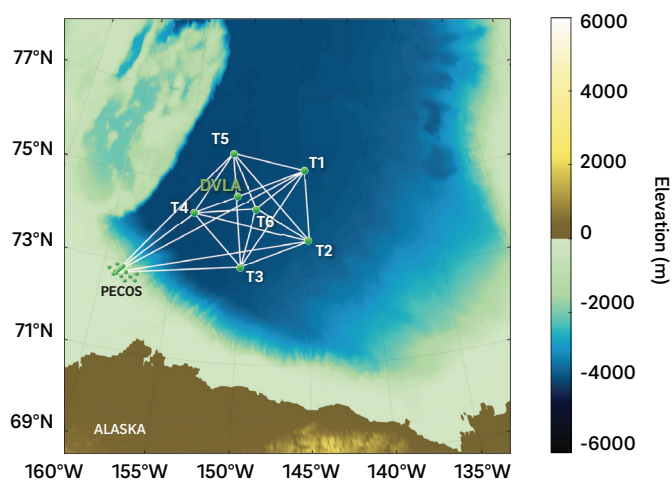 77°N
75°N
73°N
71°N
69°N
160°W
155°W
150°W
145°W
140°W
135°W
T5
T1
DVLA
T4
T6
T2
T3
PECOS
ALASKA
6000
4000
2000
0
-2000
-4000
-6000
Elevation (m)